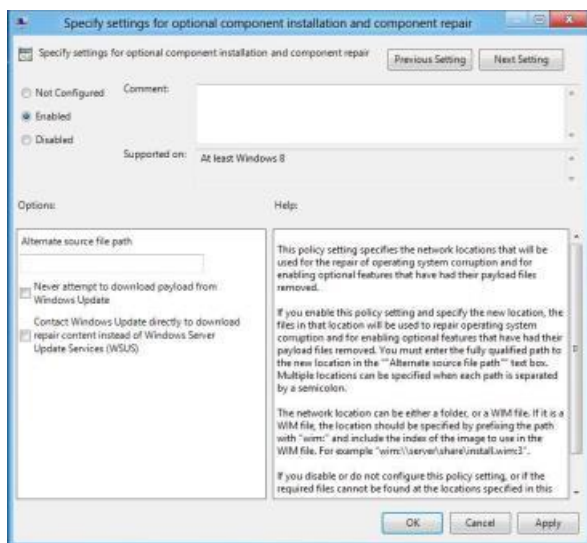 Specify settings for optional component installation and component repair
Specify settings for optional component installation and component repair
Previous Setting
Next Setting
Not Configured
Comment:
Enabled
Disabled
Supported on:
At least Windows 8
Options:
Help:
Alternate source file path
Never attempt to download payload from
Windows Update
Contact Windows Update directly to download
repair content instead of Windows Server
Update Services (WSUS)
This policy setting specifies the network locations that will be
used for the repair of operating system corruption and for
enabling optional features that have had their payload files
removed.
If you enable this policy setting and specify the new location, the
files in that location will be used to repair operating system
corruption and for enabling optional features that have had their
payload files removed. You must enter the fully qualified path to
the new location in the ""Alternate source file path"" text box.
Multiple locations can be specified when each path is separated
by a semicolon.
The network location can be either a folder, or a WIM file. If it is a
WIM file, the location should be specified by prefixing the path
with "wim:" and include the index of the image to use in the
WIM file. For example "wim:\\server\share\install.wim:3".
If you disable or do not configure this policy setting, or if the
required files cannot be found at the locations specified in this
OK
Cancel
Apply